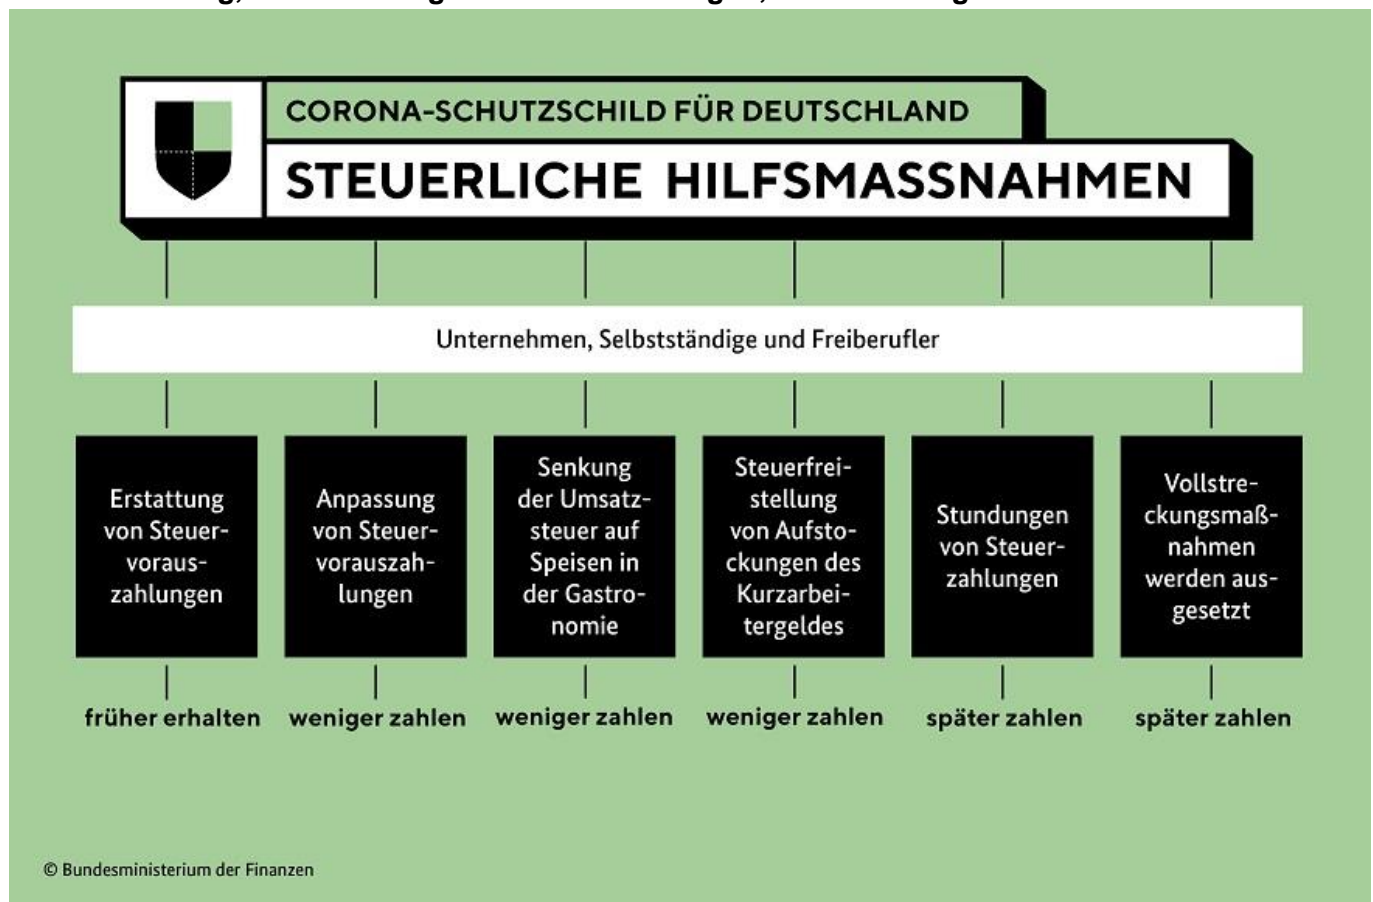 CORONA-SCHUTZSCHILD FÜR DEUTSCHLAND
STEUERLICHE HILFSMASSNAHMEN
Unternehmen, Selbstständige und Freiberufler
Erstattung
von Steuer-
voraus-
zahlungen
früher erhalten
Anpassung
von Steuer-
vorauszah-
lungen
weniger zahlen
Senkung
der Umsatz-
steuer auf
Speisen in
der Gastro-
nomie
weniger zahlen
Steuerfrei-
stellung
von Aufsto-
ckungen des
Kurzarbei-
tergeldes
weniger zahlen
Stundungen
von Steuer-
zahlungen
später zahlen
Vollstre-
ckungsmaß-
nahmen
werden aus-
gesetzt
später zahlen
© Bundesministerium der Finanzen